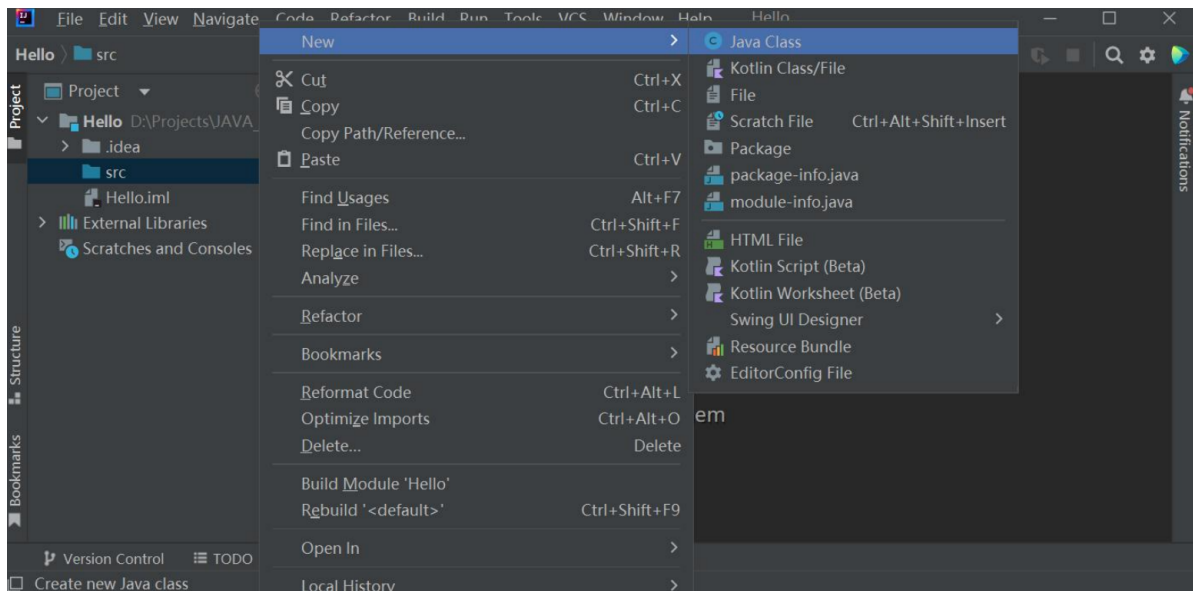 File Edit View Navigate Code Refactor Build Run Tools VCS Window Help Hello
Hello src
Project
Project
Hello D:\Projects\JAVA_
.idea
src
Hello.iml
External Libraries
Scratches and Consoles
Structure
Bookmarks
New
Cut Ctrl+X
Copy Ctrl+C
Copy Path/Reference...
Paste Ctrl+V
Find Usages Alt+F7
Find in Files... Ctrl+Shift+F
Replace in Files... Ctrl+Shift+R
Analyze
Refactor
Bookmarks
Reformat Code Ctrl+Alt+L
Optimize Imports Ctrl+Alt+O
Delete... Delete
Build Module 'Hello'
Rebuild '<default>' Ctrl+Shift+F9
Open In
Local History
Java Class
Kotlin Class/File
File
Scratch File Ctrl+Alt+Shift+Insert
Package
package-info.java
module-info.java
HTML File
Kotlin Script (Beta)
Kotlin Worksheet (Beta)
Swing UI Designer
Resource Bundle
EditorConfig File
em
Notifications
Version Control TODO
Create new Java class